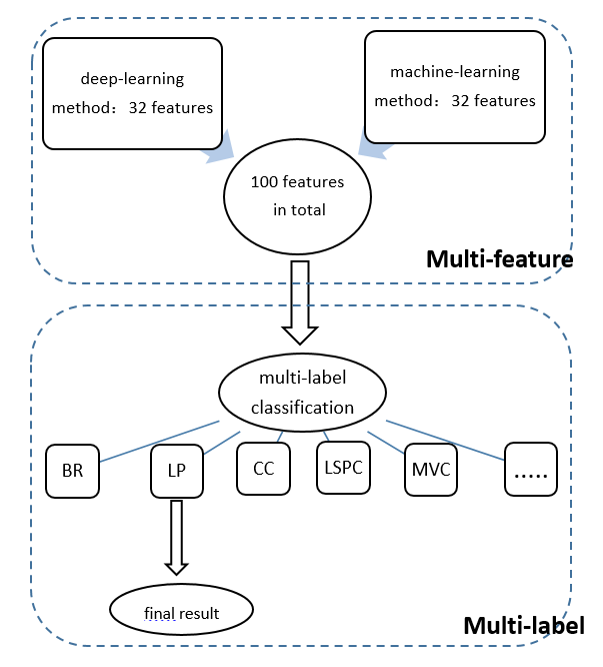 deep-learning
method：32 features
machine-learning
method：32 features
100 features
in total
Multi-feature
multi-label
classification
BR
LP
CC
LSPC
MVC
.....
final result
Multi-label